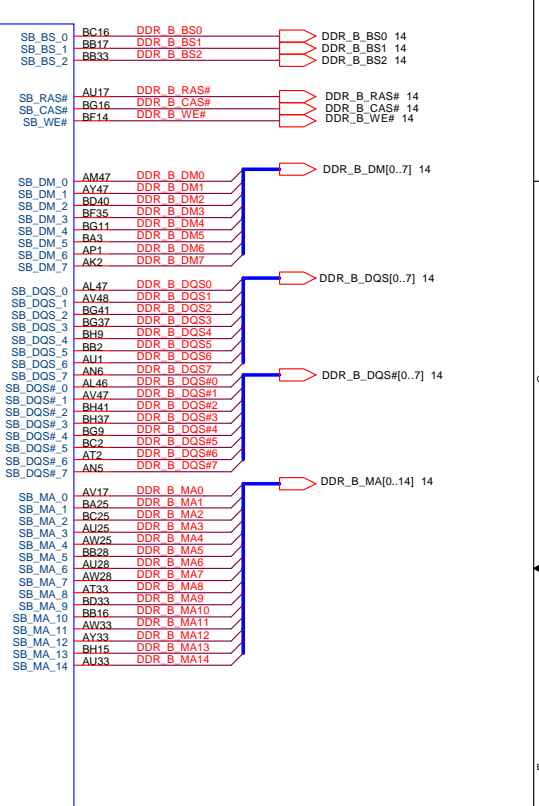 SB_BS_0 BC16 DDR_B_BS0 DDR_B_BS0 14
SB_BS_1 BB17 DDR_B_BS1 DDR_B_BS1 14
SB_BS_2 BB33 DDR_B_BS2 DDR_B_BS2 14
SB_RAS# AU17 DDR_B_RAS# DDR_B_RAS# 14
SB_CAS# BG16 DDR_B_CAS# DDR_B_CAS# 14
SB_WE# BF14 DDR_B_WE# DDR_B_WE# 14
DDR_B_DM[0..7] 14
SB_DM_0 AM47 DDR_B_DM0
SB_DM_1 AY47 DDR_B_DM1
SB_DM_2 BD40 DDR_B_DM2
SB_DM_3 BF35 DDR_B_DM3
SB_DM_4 BG11 DDR_B_DM4
SB_DM_5 BA3 DDR_B_DM5
SB_DM_6 AP1 DDR_B_DM6
SB_DM_7 AK2 DDR_B_DM7
DDR_B_DQS[0..7] 14
SB_DQS_0 AL47 DDR_B_DQS0
SB_DQS_1 AV48 DDR_B_DQS1
SB_DQS_2 BG41 DDR_B_DQS2
SB_DQS_3 BG37 DDR_B_DQS3
SB_DQS_4 BH9 DDR_B_DQS4
SB_DQS_5 BB2 DDR_B_DQS5
SB_DQS_6 AU1 DDR_B_DQS6
SB_DQS_7 AN6 DDR_B_DQS7
DDR_B_DQS#[0..7] 14
SB_DQS#_0 AL46 DDR_B_DQS#0
SB_DQS#_1 AV47 DDR_B_DQS#1
SB_DQS#_2 BH41 DDR_B_DQS#2
SB_DQS#_3 BH37 DDR_B_DQS#3
SB_DQS#_4 BG9 DDR_B_DQS#4
SB_DQS#_5 BC2 DDR_B_DQS#5
SB_DQS#_6 AT2 DDR_B_DQS#6
SB_DQS#_7 AN5 DDR_B_DQS#7
DDR_B_MA[0..14] 14
SB_MA_0 AV17 DDR_B_MA0
SB_MA_1 BA25 DDR_B_MA1
SB_MA_2 BC25 DDR_B_MA2
SB_MA_3 AU25 DDR_B_MA3
SB_MA_4 AW25 DDR_B_MA4
SB_MA_5 BB28 DDR_B_MA5
SB_MA_6 AU28 DDR_B_MA6
SB_MA_7 AW28 DDR_B_MA7
SB_MA_8 AT33 DDR_B_MA8
SB_MA_9 BD33 DDR_B_MA9
SB_MA_10 BB16 DDR_B_MA10
SB_MA_11 AW33 DDR_B_MA11
SB_MA_12 AY33 DDR_B_MA12
SB_MA_13 BH15 DDR_B_MA13
SB_MA_14 AU33 DDR_B_MA14